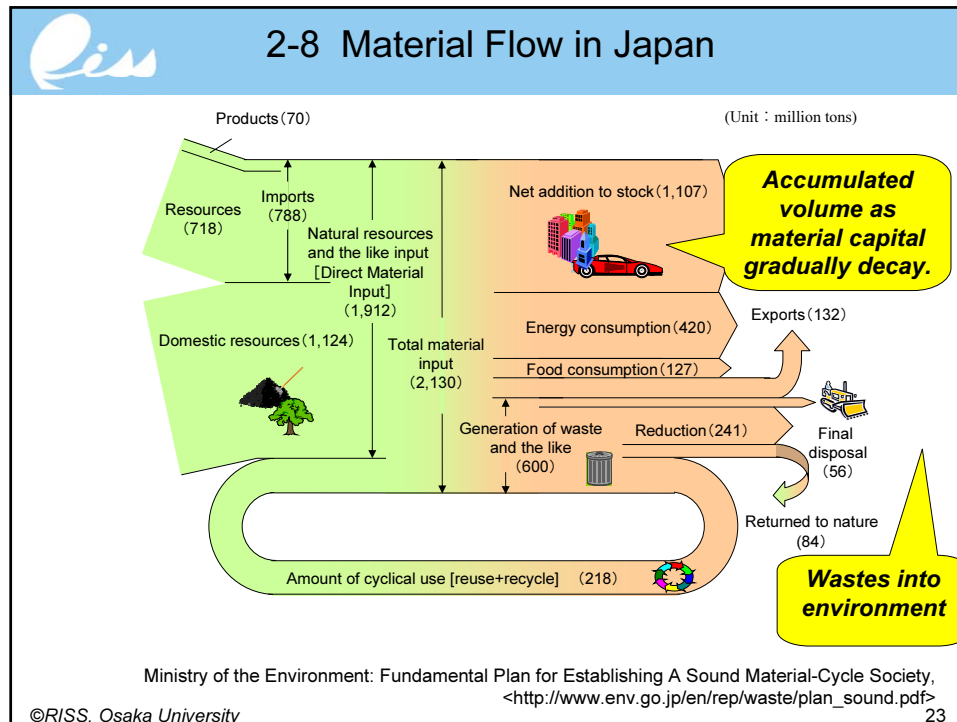 Riss
2-8 Material Flow in Japan
(Unit：million tons)
Products(70)
Imports
(788)
Resources
(718)
Natural resources
and the like input
[Direct Material
Input]
(1,912)
Domestic resources(1,124)
Total material
input
(2,130)
Net addition to stock(1,107)
Accumulated
volume as
material capital
gradually decay.
Energy consumption(420)
Exports(132)
Food consumption(127)
Generation of waste
and the like
(600)
Reduction(241)
Final
disposal
(56)
Returned to nature
(84)
Amount of cyclical use [reuse+recycle] (218)
Wastes into
environment
Ministry of the Environment: Fundamental Plan for Establishing A Sound Material-Cycle Society,
<http://www.env.go.jp/en/rep/waste/plan_sound.pdf>
©RISS, Osaka University
23